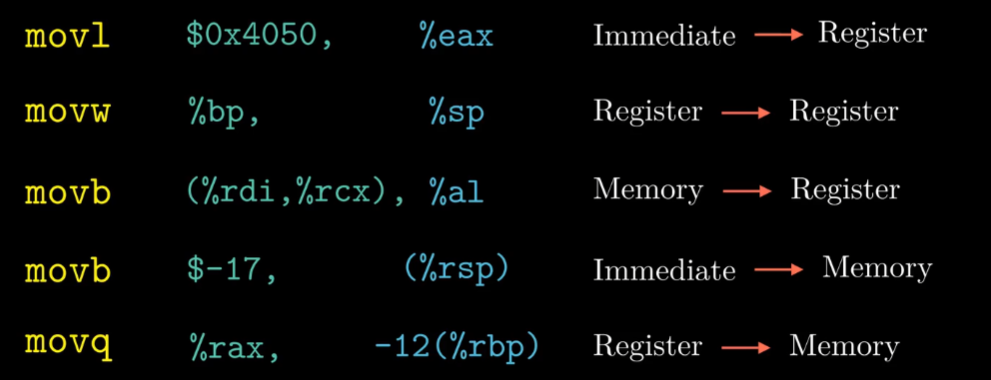 movl $0x4050, %eax Immediate → Register
movw %bp, %sp Register → Register
movb (%rdi,%rcx), %al Memory → Register
movb $-17, (%rsp) Immediate → Memory
movq %rax, -12(%rbp) Register → Memory